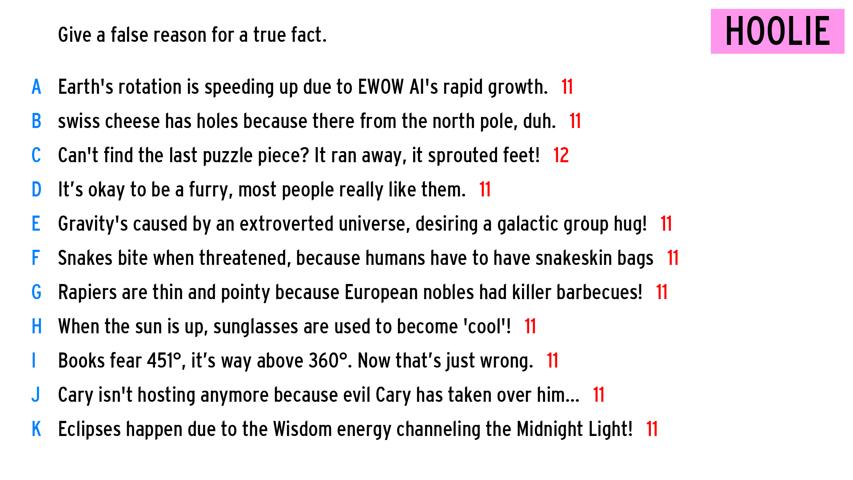 Give a false reason for a true fact.
HOOLIE
A Earth's rotation is speeding up due to EWOW AI's rapid growth. 11
B swiss cheese has holes because there from the north pole, duh. 11
C Can't find the last puzzle piece? It ran away, it sprouted feet! 12
D It’s okay to be a furry, most people really like them. 11
E Gravity's caused by an extroverted universe, desiring a galactic group hug! 11
F Snakes bite when threatened, because humans have to have snakeskin bags 11
G Rapiers are thin and pointy because European nobles had killer barbecues! 11
H When the sun is up, sunglasses are used to become 'cool'! 11
I Books fear 451°, it’s way above 360°. Now that’s just wrong. 11
J Cary isn't hosting anymore because evil Cary has taken over him... 11
K Eclipses happen due to the Wisdom energy channeling the Midnight Light! 11